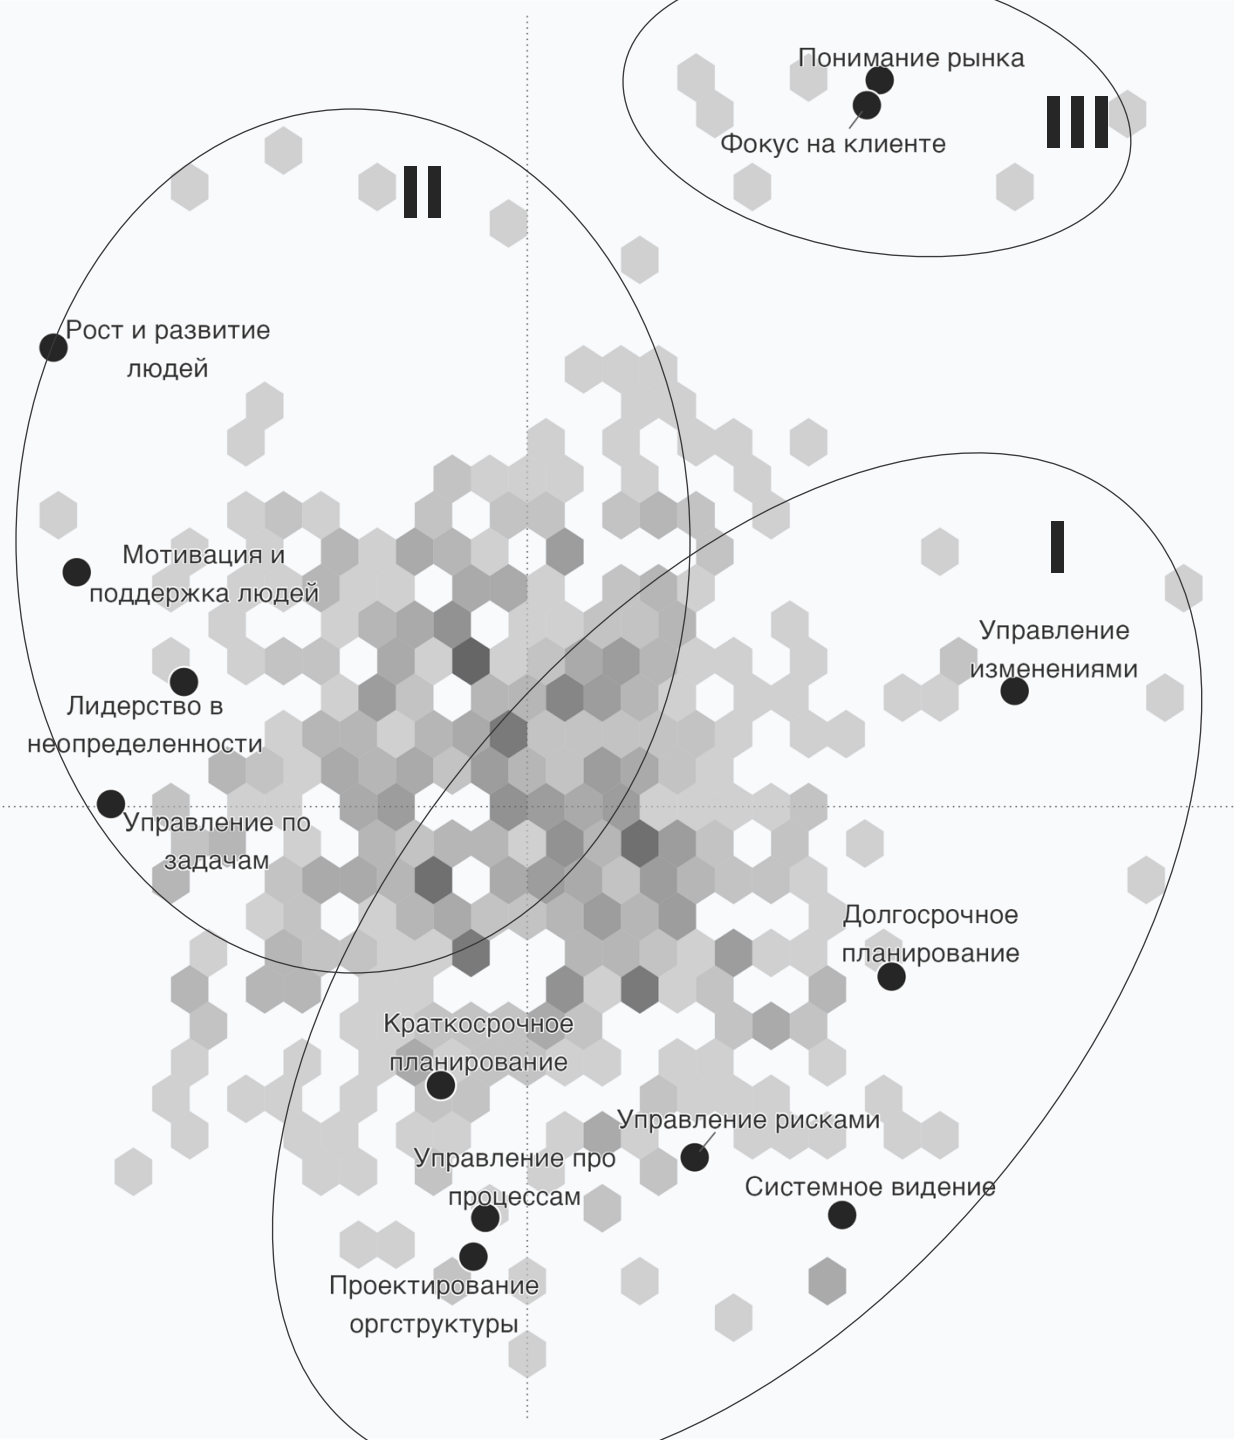 Понимание рынка
III
Фокус на клиенте
II
Рост и развитие
людей
Мотивация и
поддержка людей
I
Управление
изменениями
Лидерство в
неопределенности
Управление по
задачам
Долгосрочное
планирование
Краткосрочное
планирование
Управление рисками
Управление про
процессам
Системное видение
Проектирование
оргструктуры